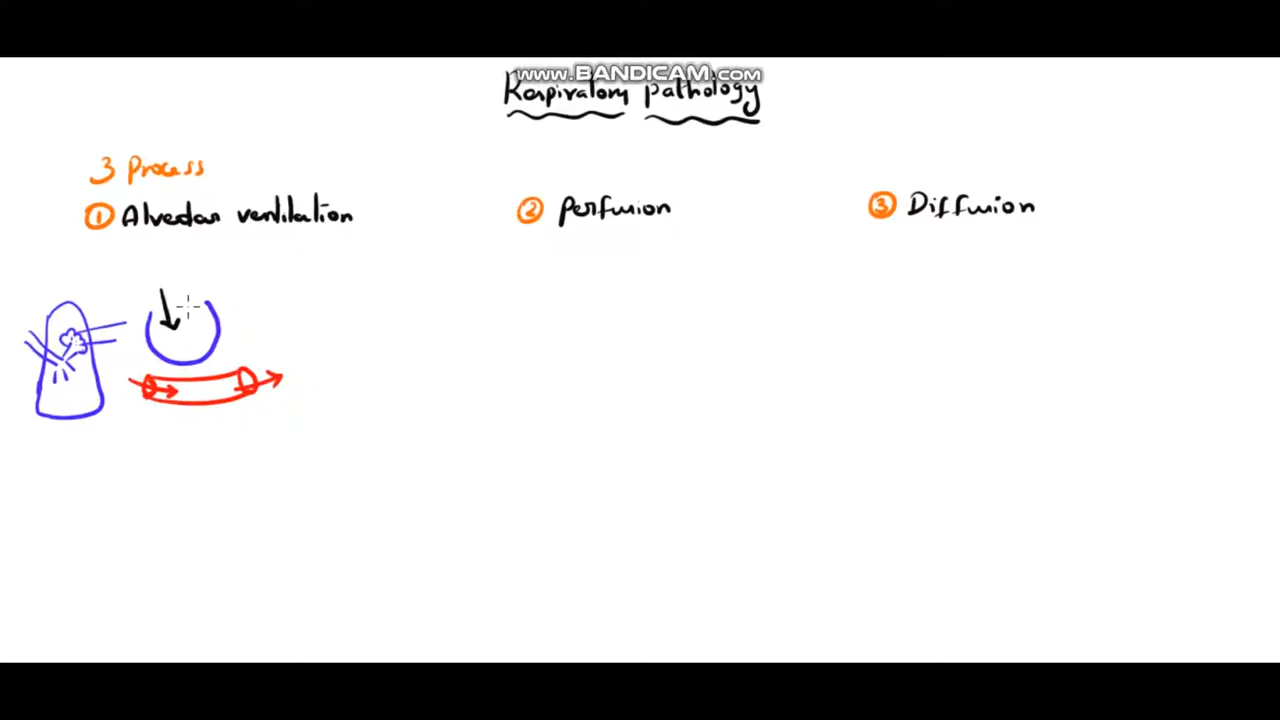 www.BANDICAM.com
Respiratory pathology
3 Process
① Alveolar ventilation
② Perfusion
③ Diffusion